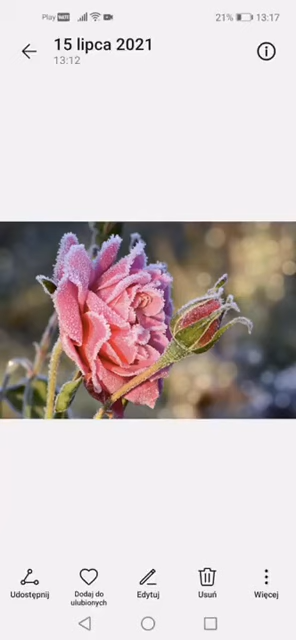 Play 21% 13:17
15 lipca 2021
13:12
Udostępnij
Dodaj do
ulubionych
Edytuj
Usuń
Więcej